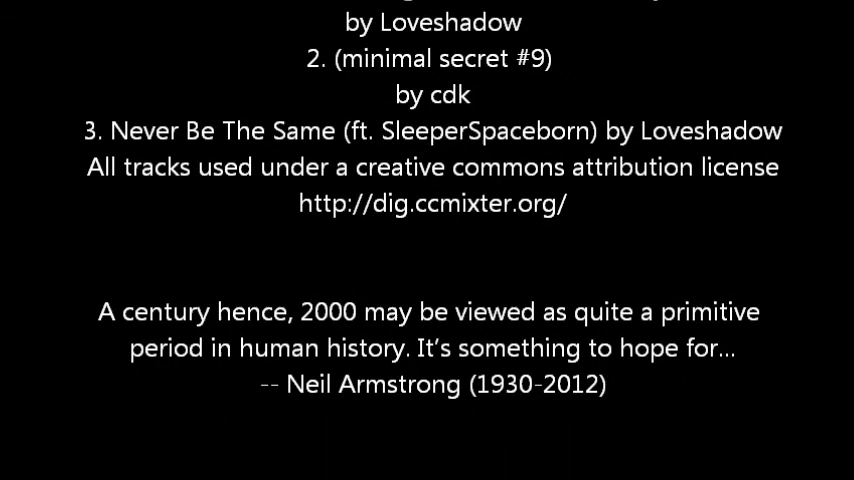 by Loveshadow
2. (minimal secret #9)
by cdk
3. Never Be The Same (ft. SleeperSpaceborn) by Loveshadow
All tracks used under a creative commons attribution license
http://dig.ccmixter.org/
A century hence, 2000 may be viewed as quite a primitive
period in human history. It’s something to hope for...
-- Neil Armstrong (1930-2012)